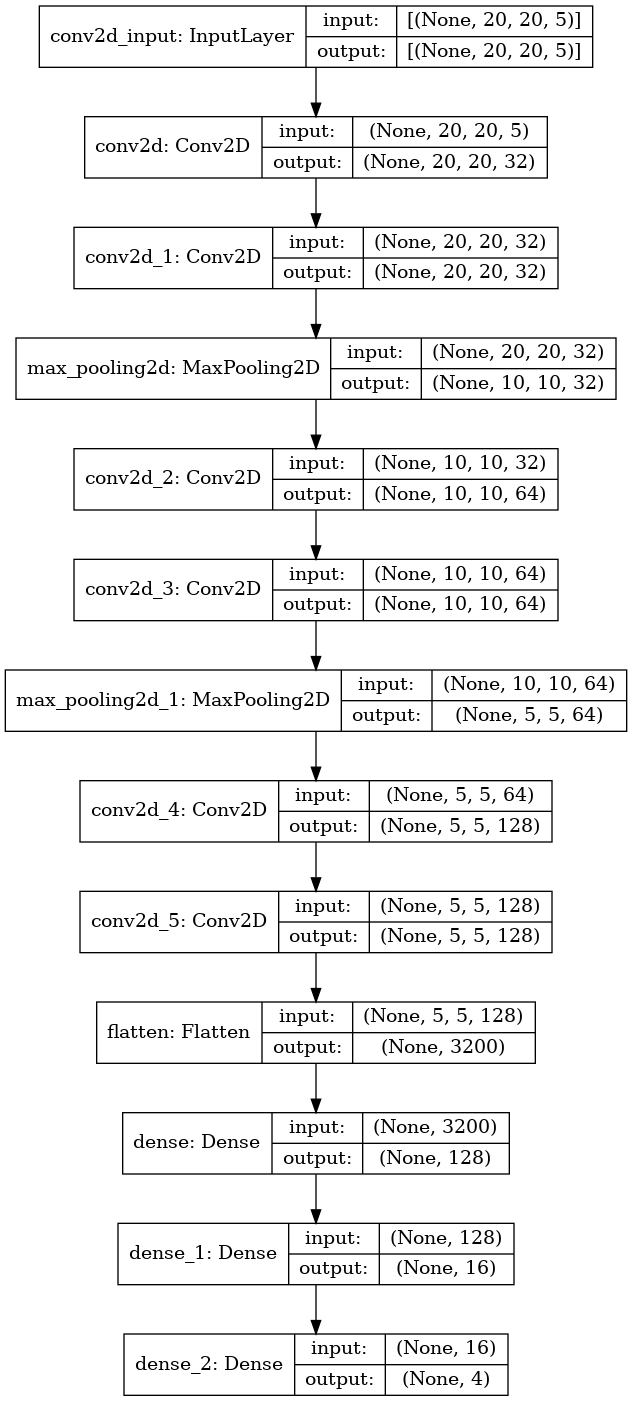 conv2d_input: InputLayer
input: [(None, 20, 20, 5)]
output: [(None, 20, 20, 5)]
conv2d: Conv2D
input: (None, 20, 20, 5)
output: (None, 20, 20, 32)
conv2d_1: Conv2D
input: (None, 20, 20, 32)
output: (None, 20, 20, 32)
max_pooling2d: MaxPooling2D
input: (None, 20, 20, 32)
output: (None, 10, 10, 32)
conv2d_2: Conv2D
input: (None, 10, 10, 32)
output: (None, 10, 10, 64)
conv2d_3: Conv2D
input: (None, 10, 10, 64)
output: (None, 10, 10, 64)
max_pooling2d_1: MaxPooling2D
input: (None, 10, 10, 64)
output: (None, 5, 5, 64)
conv2d_4: Conv2D
input: (None, 5, 5, 64)
output: (None, 5, 5, 128)
conv2d_5: Conv2D
input: (None, 5, 5, 128)
output: (None, 5, 5, 128)
flatten: Flatten
input: (None, 5, 5, 128)
output: (None, 3200)
dense: Dense
input: (None, 3200)
output: (None, 128)
dense_1: Dense
input: (None, 128)
output: (None, 16)
dense_2: Dense
input: (None, 16)
output: (None, 4)